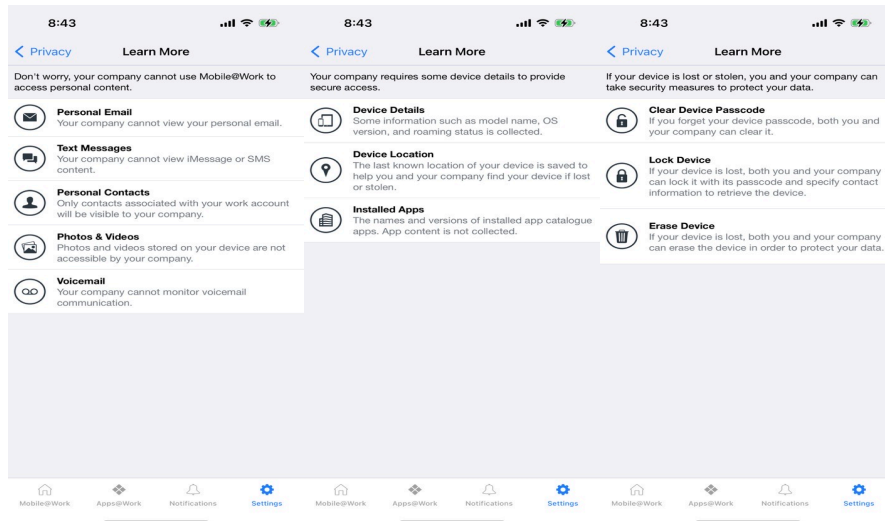 8:43
Privacy
Learn More
Don't worry, your company cannot use Mobile@Work to
access personal content.
Personal Email
Your company cannot view your personal email.
Text Messages
Your company cannot view iMessage or SMS
content.
Personal Contacts
Only contacts associated with your work account
will be visible to your company.
Photos & Videos
Photos and videos stored on your device are not
accessible by your company.
Voicemail
Your company cannot monitor voicemail
communication.
Mobile@Work
Apps@Work
Notifications
Settings
8:43
Privacy
Learn More
Your company requires some device details to provide
secure access.
Device Details
Some information such as model name, OS
version, and roaming status is collected.
Device Location
The last known location of your device is saved to
help you and your company find your device if lost
or stolen.
Installed Apps
The names and versions of installed app catalogue
apps. App content is not collected.
Mobile@Work
Apps@Work
Notifications
Settings
8:43
Privacy
Learn More
If your device is lost or stolen, you and your company can
take security measures to protect your data.
Clear Device Passcode
If you forget your device passcode, both you and
your company can clear it.
Lock Device
If your device is lost, both you and your company
can lock it with its passcode and specify contact
information to retrieve the device.
Erase Device
If your device is lost, both you and your company
can erase the device in order to protect your data.
Mobile@Work
Apps@Work
Notifications
Settings